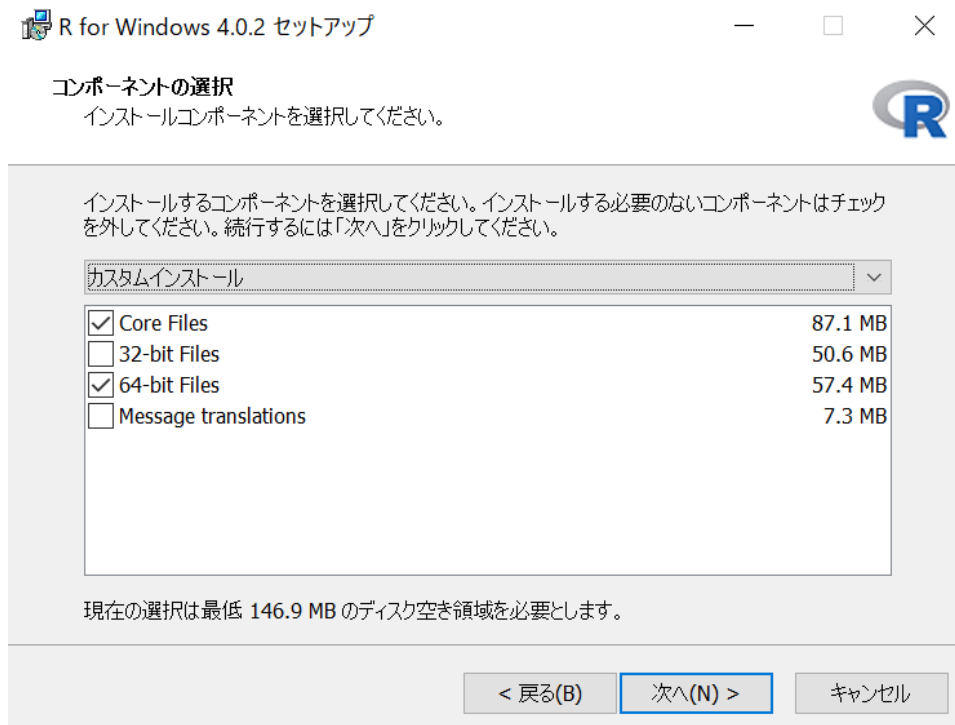 R for Windows 4.0.2 セットアップ
コンポーネントの選択
インストールコンポーネントを選択してください。
R
インストールするコンポーネントを選択してください。インストールする必要のないコンポーネントはチェック
を外してください。続行するには「次へ」をクリックしてください。
カスタムインストール
Core Files 87.1 MB
32-bit Files 50.6 MB
64-bit Files 57.4 MB
Message translations 7.3 MB
現在の選択は最低 146.9 MB のディスク空き領域を必要とします。
< 戻る(B) 次へ(N) > キャンセル